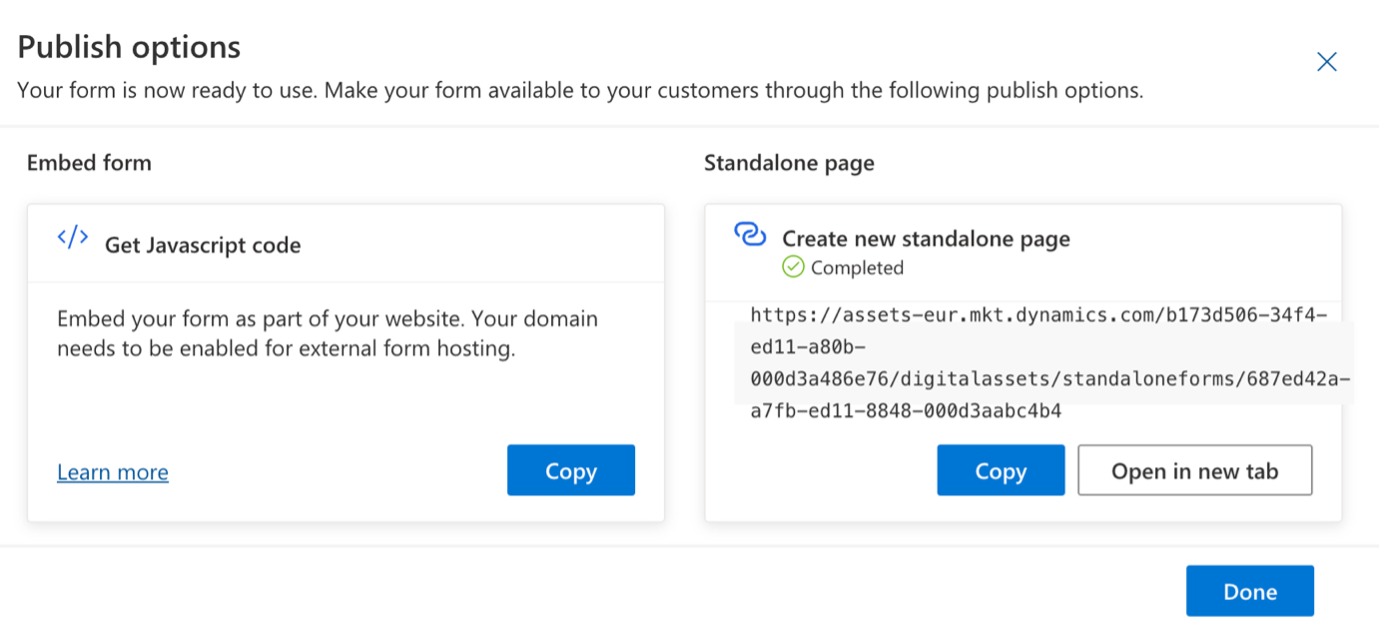 Publish options
Your form is now ready to use. Make your form available to your customers through the following publish options.
Embed form
</> Get Javascript code
Embed your form as part of your website. Your domain
needs to be enabled for external form hosting.
Learn more
Copy
Standalone page
Create new standalone page
Completed
https://assets-eur.mkt.dynamics.com/b173d506-34f4-
ed11-a80b-
000d3a486e76/digitalassets/standaloneforms/687ed42a-
a7fb-ed11-8848-000d3aabc4b4
Copy
Open in new tab
Done